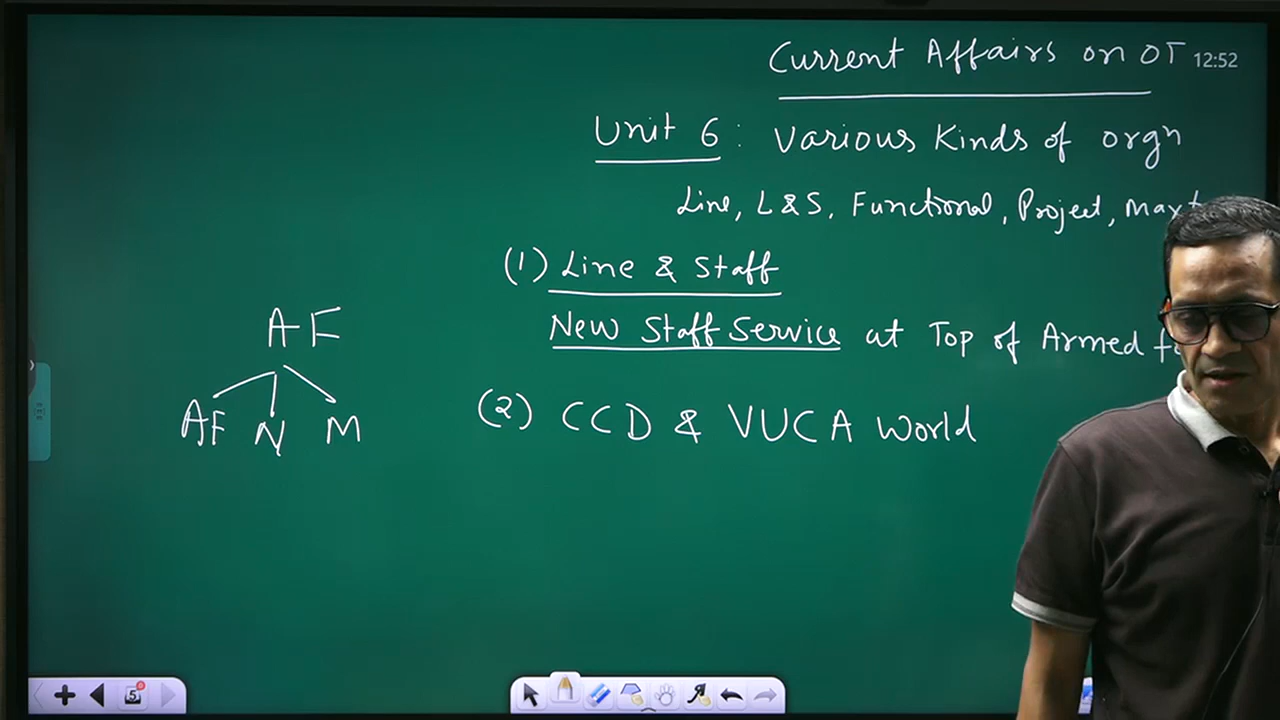 Current Affairs on OT 12:52
Unit 6 : Various Kinds of orgn
Line, L & S, Functional, Project,
(1) Line & Staff
New Staff Service at Top of Armed
AF
AF N M
(2) CCD & VUCA World
5